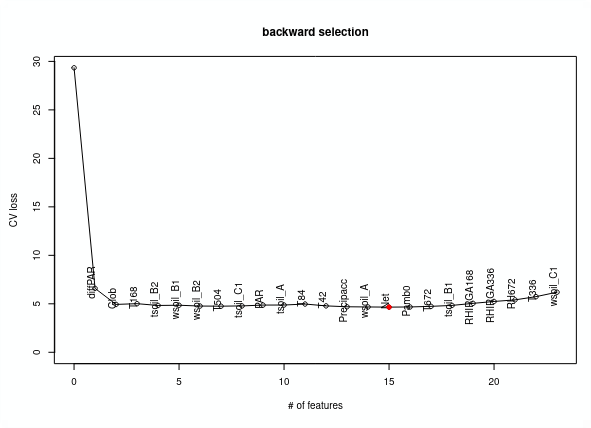 backward selection
CV loss
30
25
20
15
10
5
0
diffPAR
Glob
T168
tsoil_B2
wsoil_B1
wsoil_B2
T504
tsoil_C1
PAR
tsoil_A
T84
T42
Precipacc
wsoil_A
Pamb0
T672
tsoil_B1
RHIRGA168
RHIRGA336
RH672
T336
wsoil_C1
0
5
10
15
20
# of features